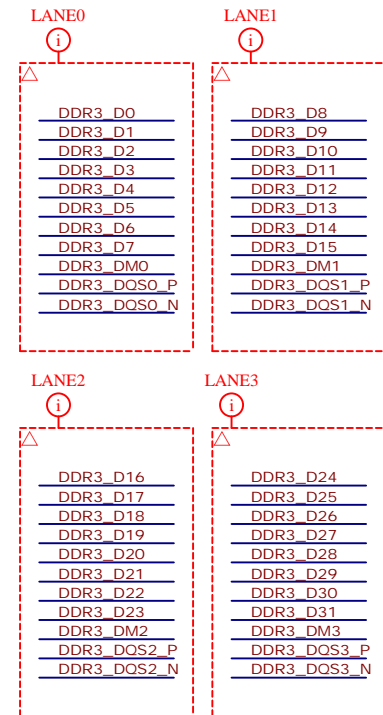 LANE0
i
DDR3_D0
DDR3_D1
DDR3_D2
DDR3_D3
DDR3_D4
DDR3_D5
DDR3_D6
DDR3_D7
DDR3_DM0
DDR3_DQS0_P
DDR3_DQS0_N
LANE1
i
DDR3_D8
DDR3_D9
DDR3_D10
DDR3_D11
DDR3_D12
DDR3_D13
DDR3_D14
DDR3_D15
DDR3_DM1
DDR3_DQS1_P
DDR3_DQS1_N
LANE2
i
DDR3_D16
DDR3_D17
DDR3_D18
DDR3_D19
DDR3_D20
DDR3_D21
DDR3_D22
DDR3_D23
DDR3_DM2
DDR3_DQS2_P
DDR3_DQS2_N
LANE3
i
DDR3_D24
DDR3_D25
DDR3_D26
DDR3_D27
DDR3_D28
DDR3_D29
DDR3_D30
DDR3_D31
DDR3_DM3
DDR3_DQS3_P
DDR3_DQS3_N